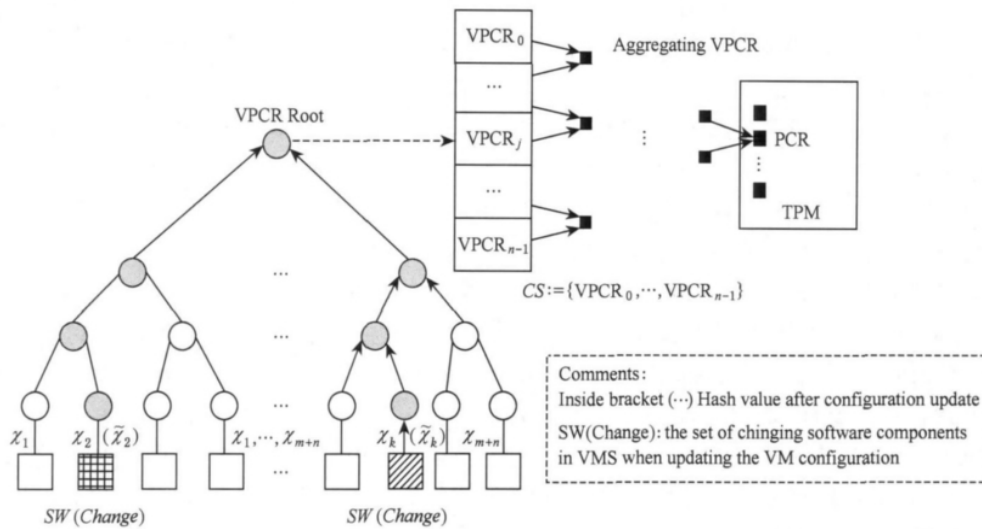 VPCR₀
Aggregating VPCR
...
VPCR Root
VPCRⱼ
⋮
PCR
⋮
...
TPM
VPCRₙ₋₁
...
CS:={VPCR₀,⋯,VPCRₙ₋₁}
...
Comments:
Inside bracket (⋯) Hash value after configuration update
SW(Change): the set of chinging software components
in VMS when updating the VM configuration
χ₁ χ₂ (χ̃₂) χ₁,⋯,χₘ₊ₙ χₖ (χ̃ₖ) χₘ₊ₙ
...
SW (Change) SW (Change)